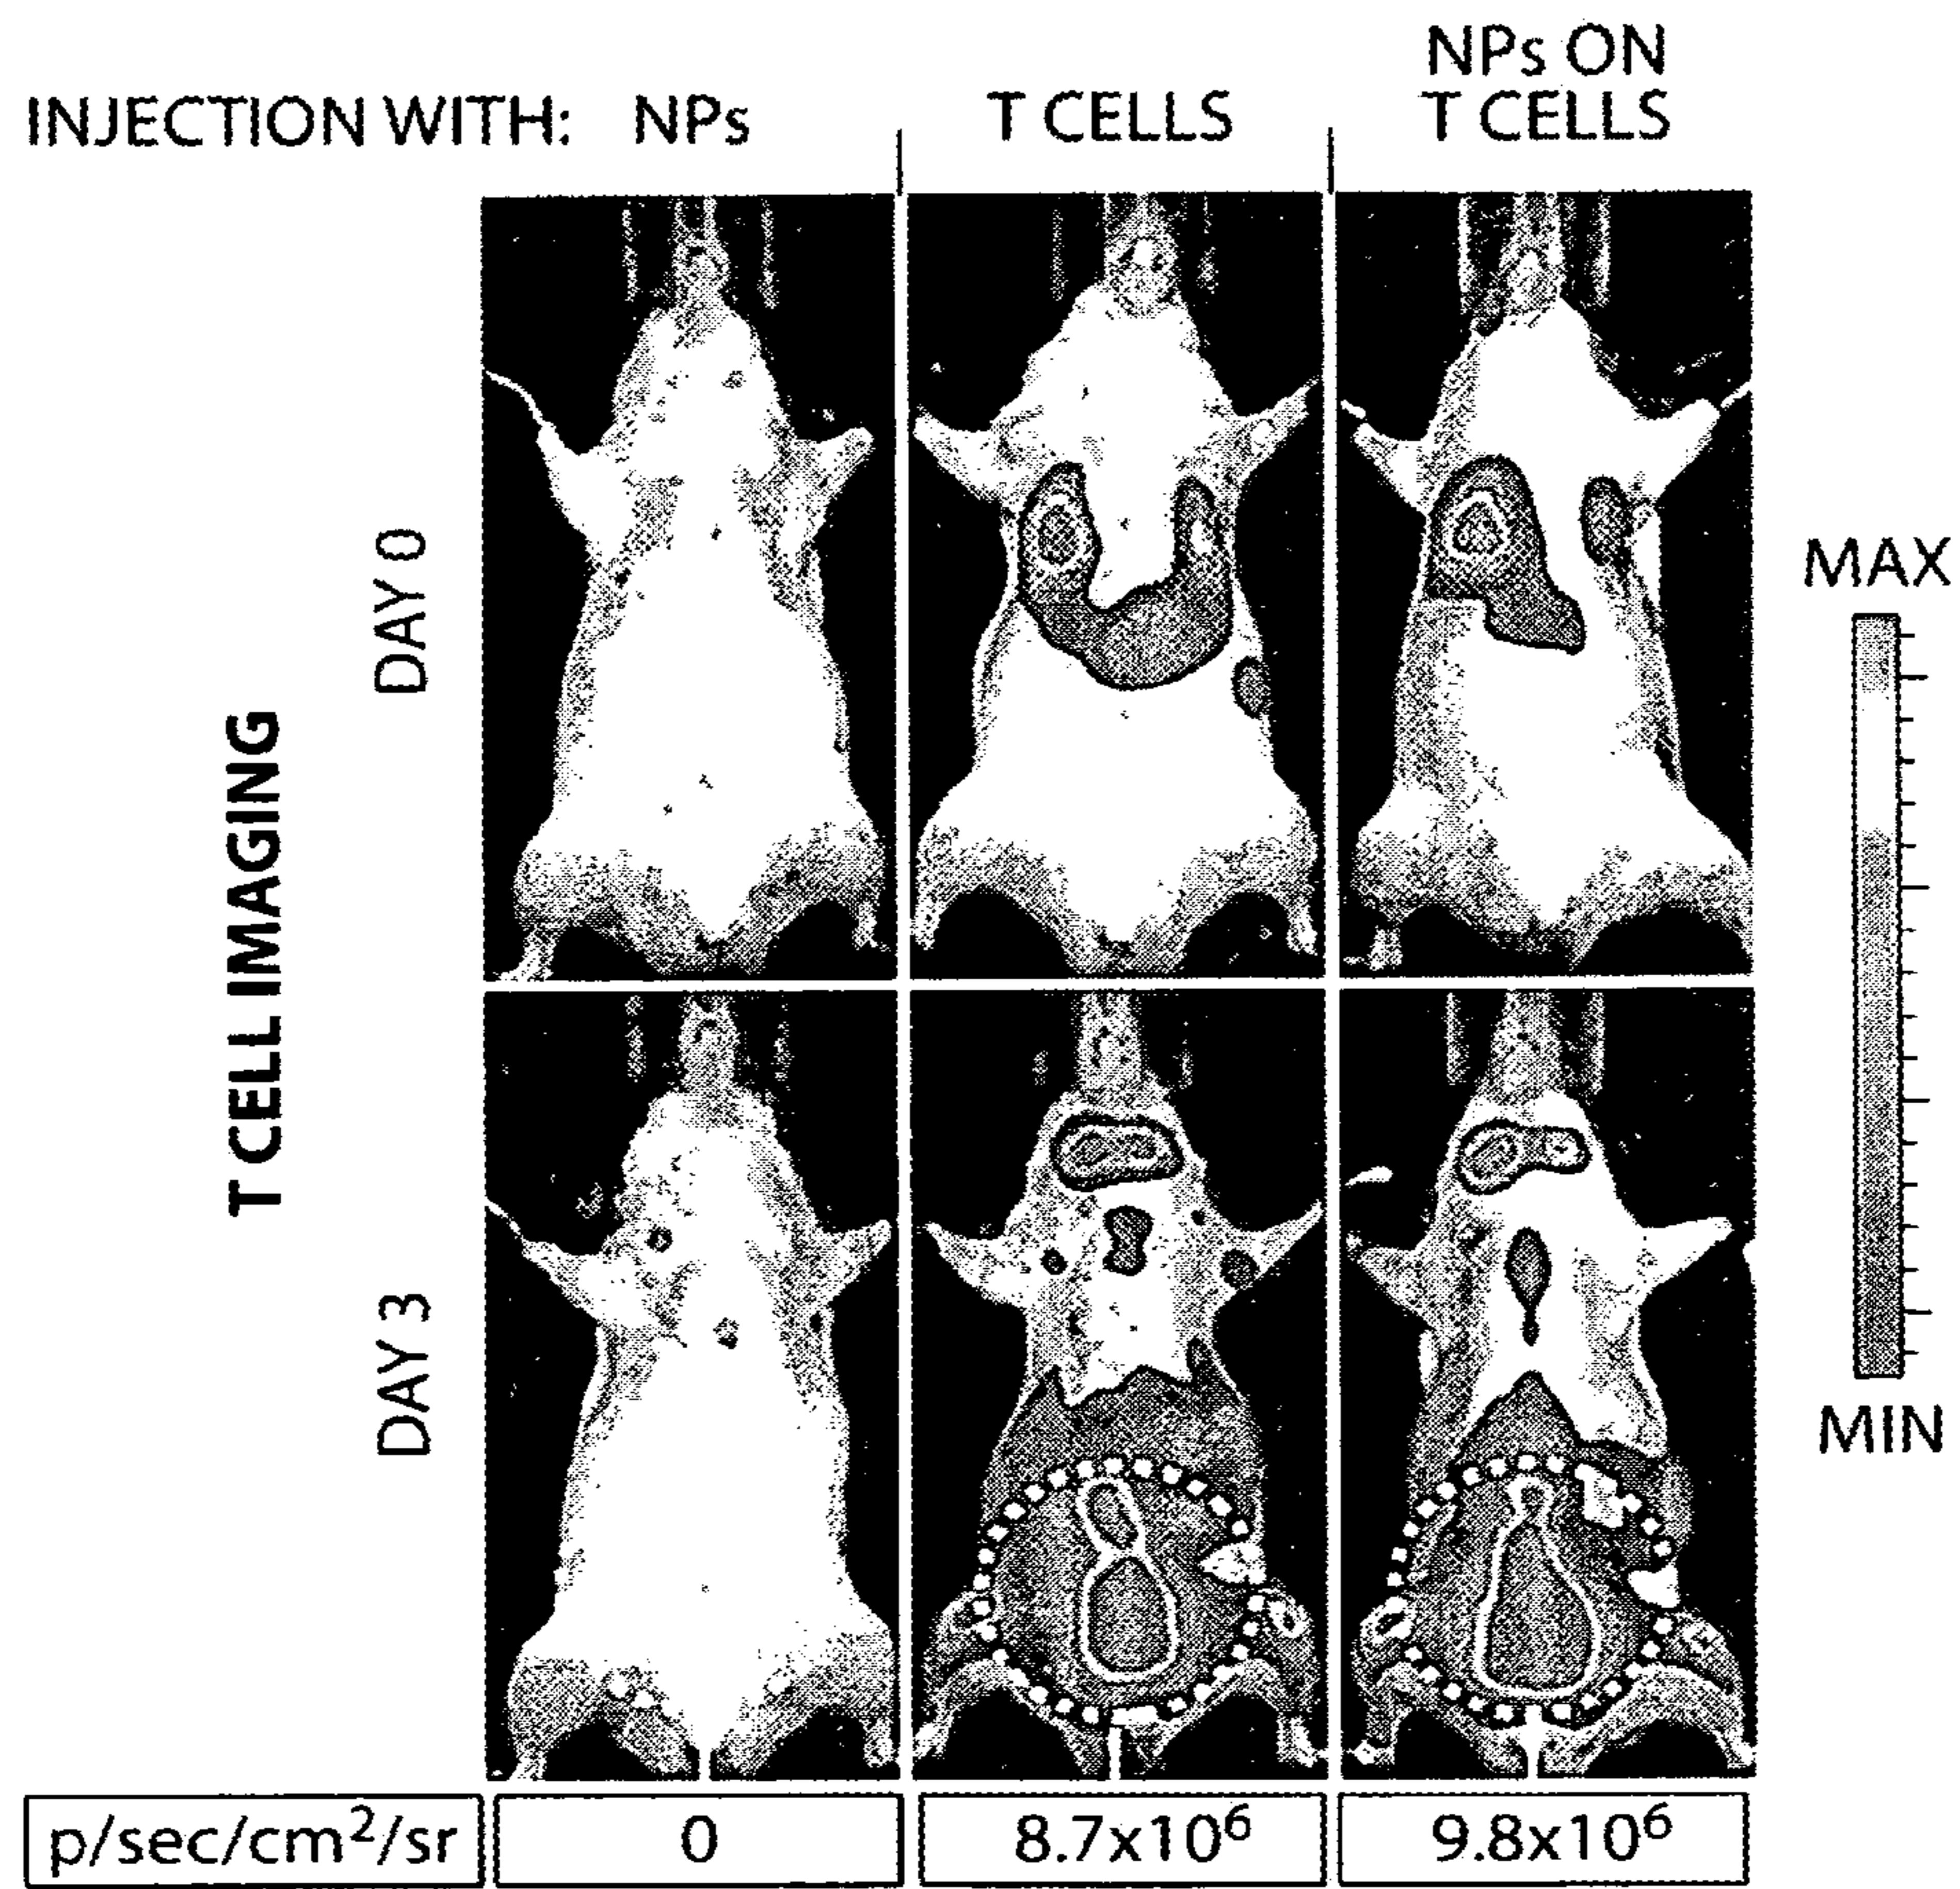 INJECTION WITH: NPs
T CELLS
NPs ON
T CELLS
T CELL IMAGING
DAY 0
DAY 3
MAX
MIN
p/sec/cm²/sr
0
8.7x10⁶
9.8x10⁶